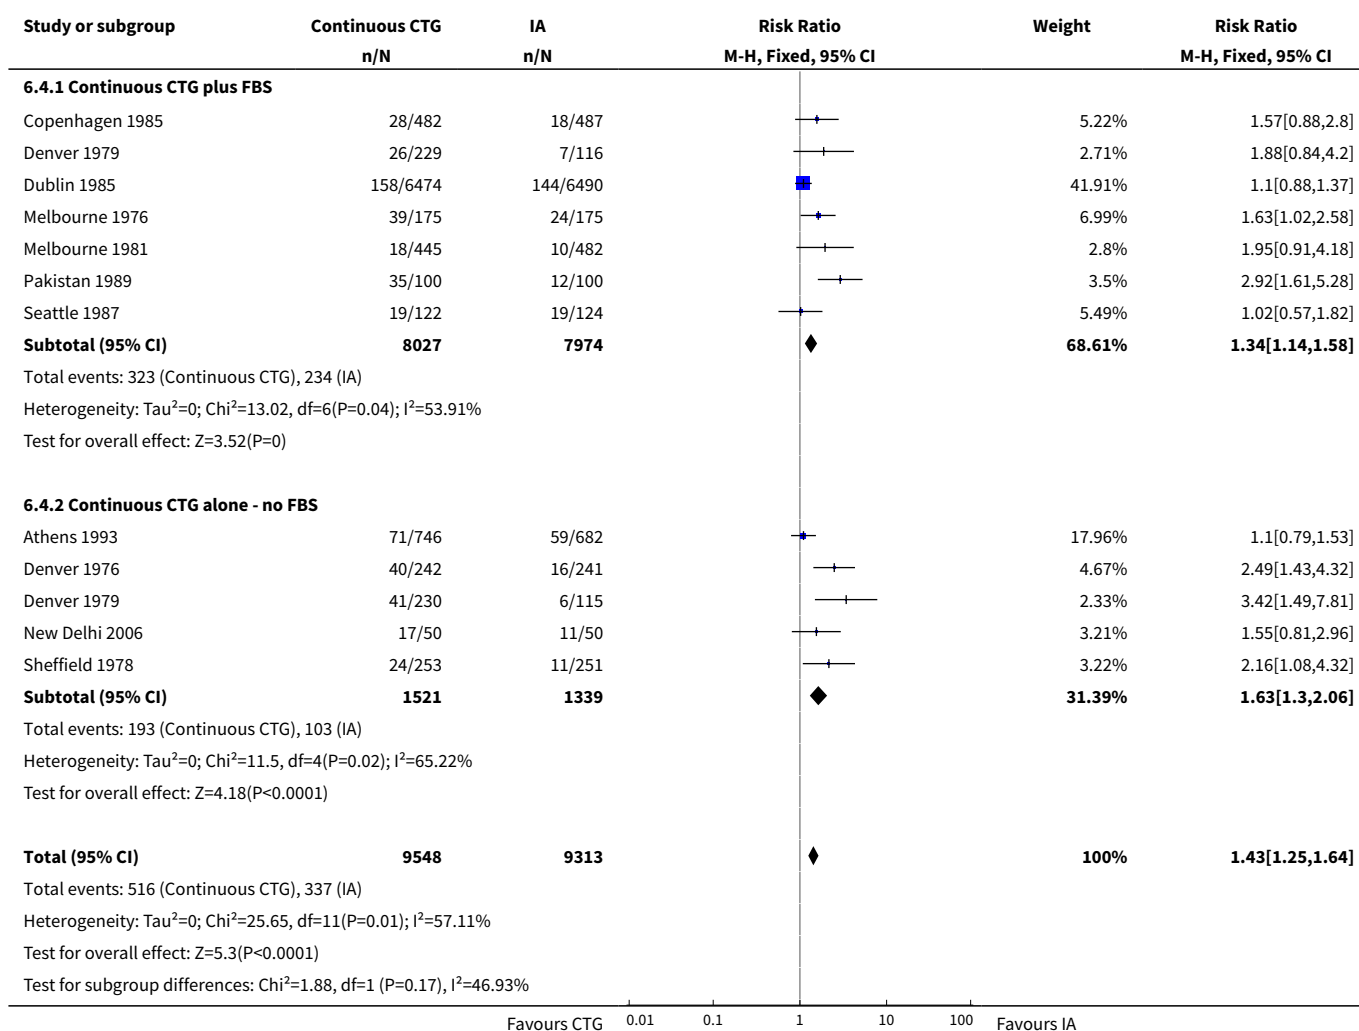 Study or subgroup Continuous CTG IA Risk Ratio Weight Risk Ratio
n/N n/N M-H, Fixed, 95% CI M-H, Fixed, 95% CI
6.4.1 Continuous CTG plus FBS
Copenhagen 1985 28/482 18/487 5.22% 1.57[0.88,2.8]
Denver 1979 26/229 7/116 2.71% 1.88[0.84,4.2]
Dublin 1985 158/6474 144/6490 41.91% 1.1[0.88,1.37]
Melbourne 1976 39/175 24/175 6.99% 1.63[1.02,2.58]
Melbourne 1981 18/445 10/482 2.8% 1.95[0.91,4.18]
Pakistan 1989 35/100 12/100 3.5% 2.92[1.61,5.28]
Seattle 1987 19/122 19/124 5.49% 1.02[0.57,1.82]
Subtotal (95% CI) 8027 7974 68.61% 1.34[1.14,1.58]
Total events: 323 (Continuous CTG), 234 (IA)
Heterogeneity: Tau²=0; Chi²=13.02, df=6(P=0.04); I²=53.91%
Test for overall effect: Z=3.52(P=0)
6.4.2 Continuous CTG alone - no FBS
Athens 1993 71/746 59/682 17.96% 1.1[0.79,1.53]
Denver 1976 40/242 16/241 4.67% 2.49[1.43,4.32]
Denver 1979 41/230 6/115 2.33% 3.42[1.49,7.81]
New Delhi 2006 17/50 11/50 3.21% 1.55[0.81,2.96]
Sheffield 1978 24/253 11/251 3.22% 2.16[1.08,4.32]
Subtotal (95% CI) 1521 1339 31.39% 1.63[1.3,2.06]
Total events: 193 (Continuous CTG), 103 (IA)
Heterogeneity: Tau²=0; Chi²=11.5, df=4(P=0.02); I²=65.22%
Test for overall effect: Z=4.18(P<0.0001)
Total (95% CI) 9548 9313 100% 1.43[1.25,1.64]
Total events: 516 (Continuous CTG), 337 (IA)
Heterogeneity: Tau²=0; Chi²=25.65, df=11(P=0.01); I²=57.11%
Test for overall effect: Z=5.3(P<0.0001)
Test for subgroup differences: Chi²=1.88, df=1 (P=0.17), I²=46.93%
Favours CTG 0.01 0.1 1 10 100 Favours IA